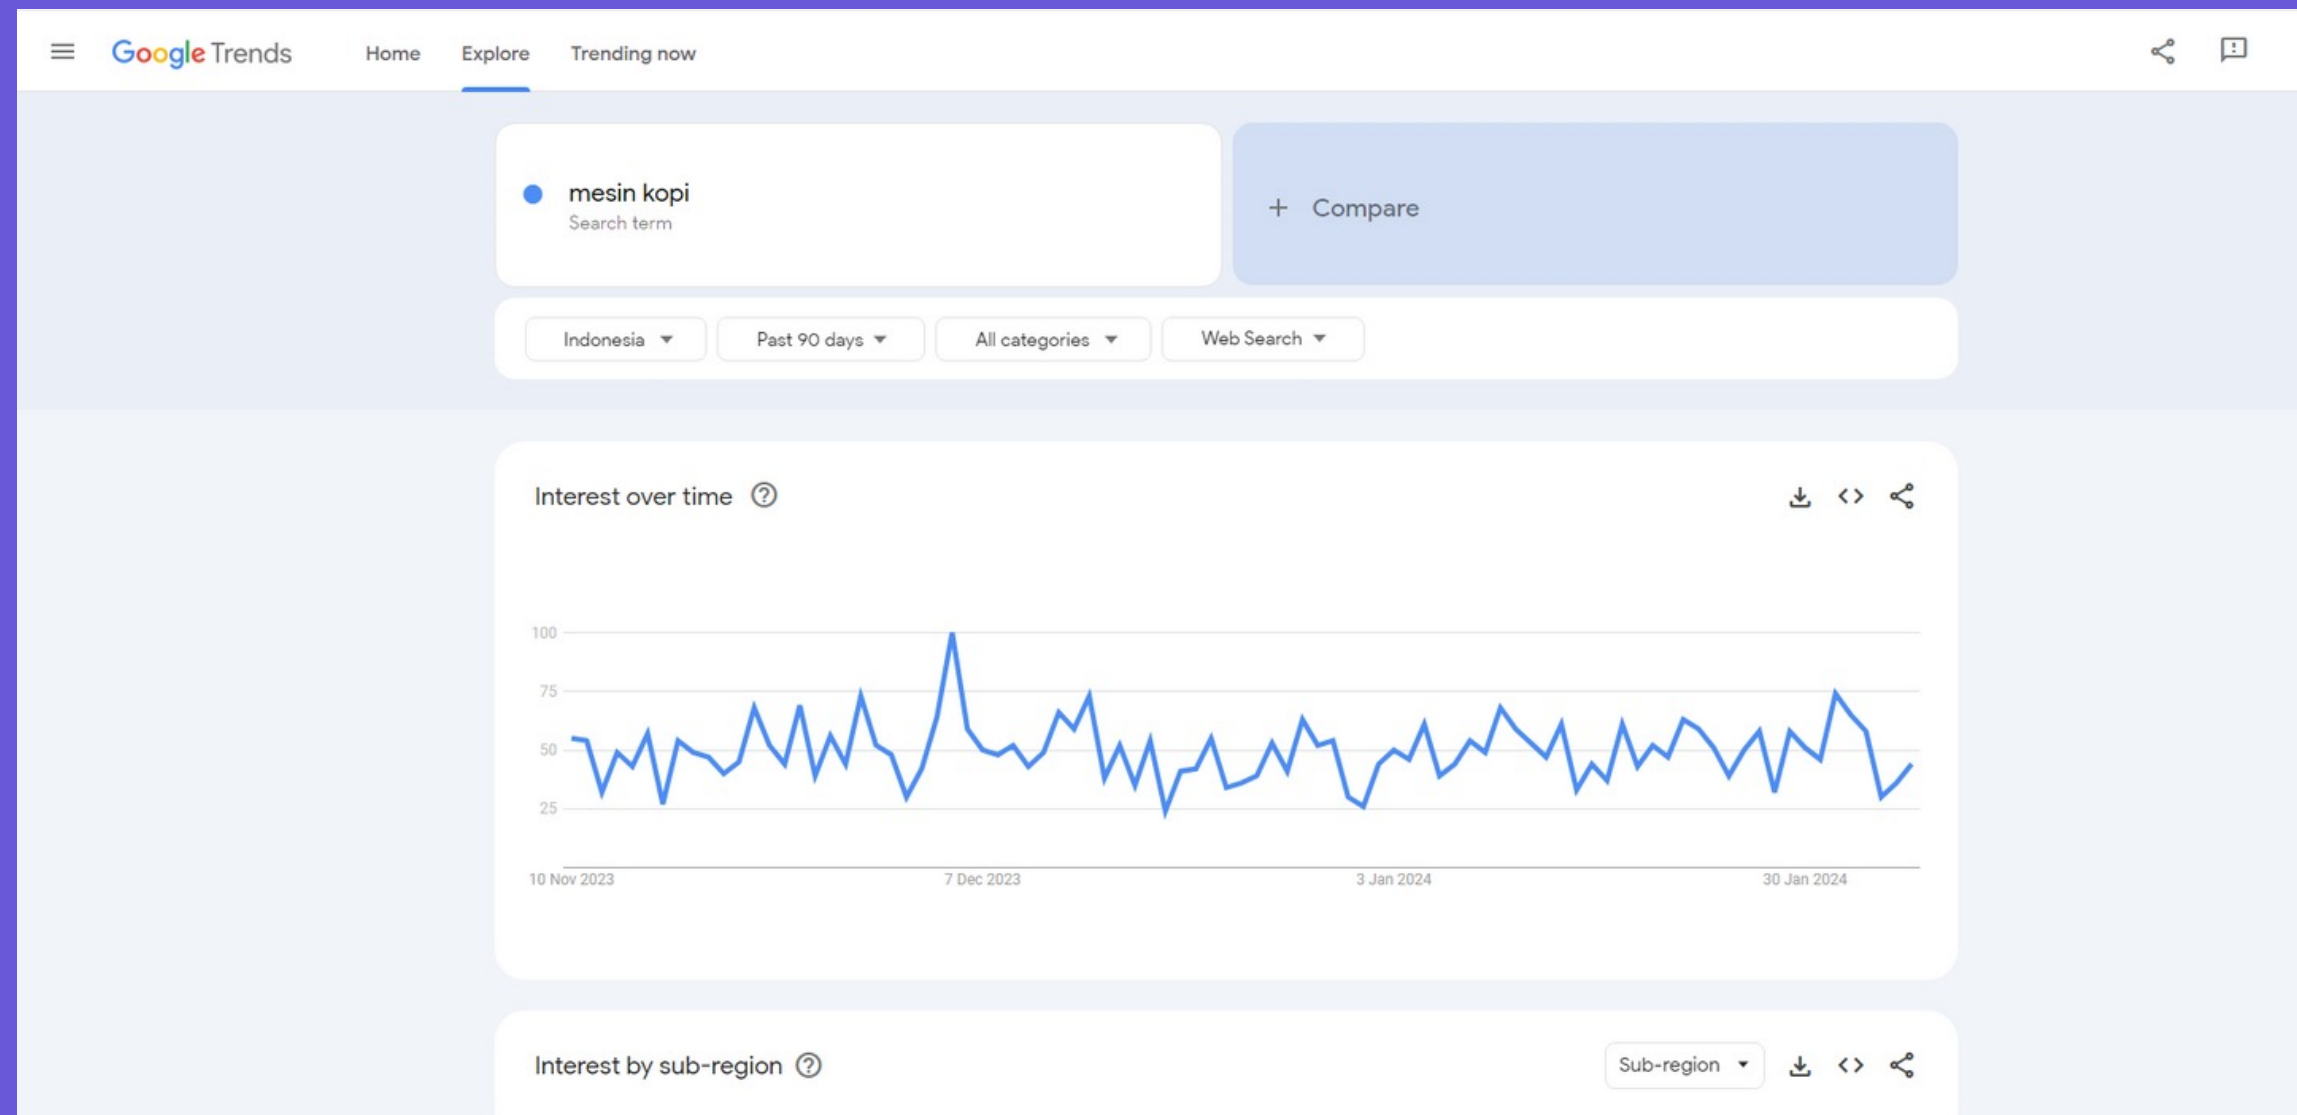 Google Trends Home Explore Trending now
mesin kopi
Search term
+ Compare
Indonesia Past 90 days All categories Web Search
Interest over time
100
75
50
25
10 Nov 2023 7 Dec 2023 3 Jan 2024 30 Jan 2024
Interest by sub-region Sub-region